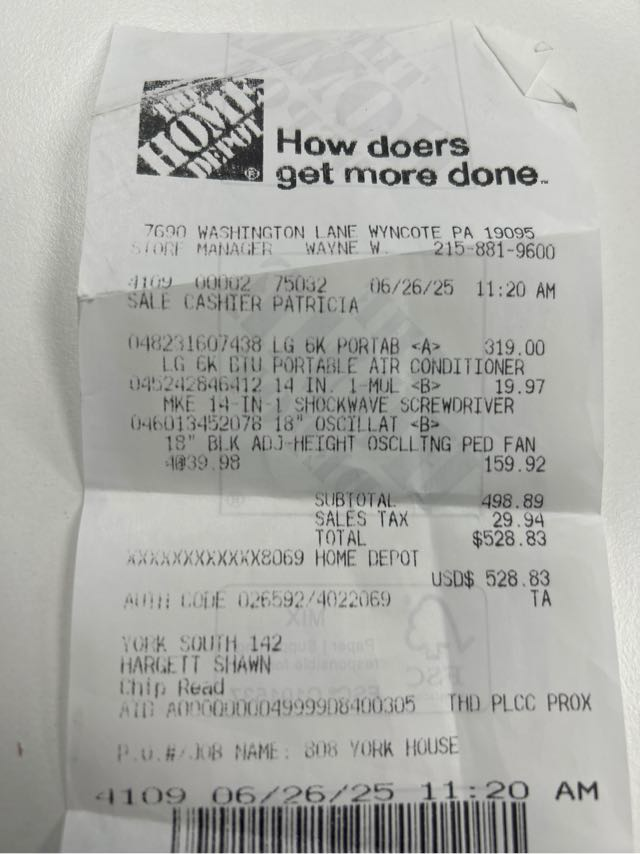 THE
HOME
DEPOT
®
How doers
get more done™
7690 WASHINGTON LANE WYNCOTE PA 19095
STORE MANAGER WAYNE W. 215-881-9600
4109 00002 75032 06/26/25 11:20 AM
SALE CASHIER PATRICIA
048231607438 LG 6K PORTAB <A> 319.00
LG 6K BTU PORTABLE AIR CONDITIONER
045242846412 14 IN. 1-MUL <B> 19.97
MKE 14-IN-1 SHOCKWAVE SCREWDRIVER
046013452078 18" OSCILLAT <B>
18" BLK ADJ-HEIGHT OSCLLTNG PED FAN
4@39.98 159.92
SUBTOTAL 498.89
SALES TAX 29.94
TOTAL $528.83
XXXXXXXXXXXX8069 HOME DEPOT
USD$ 528.83
AUTH CODE 026592/4022069 TA
YORK SOUTH 142
HARGETT SHAWN
Chip Read
AID A0000000049999D8400305 THD PLCC PROX
P.O.#/JOB NAME: 808 YORK HOUSE
4109 06/26/25 11:20 AM